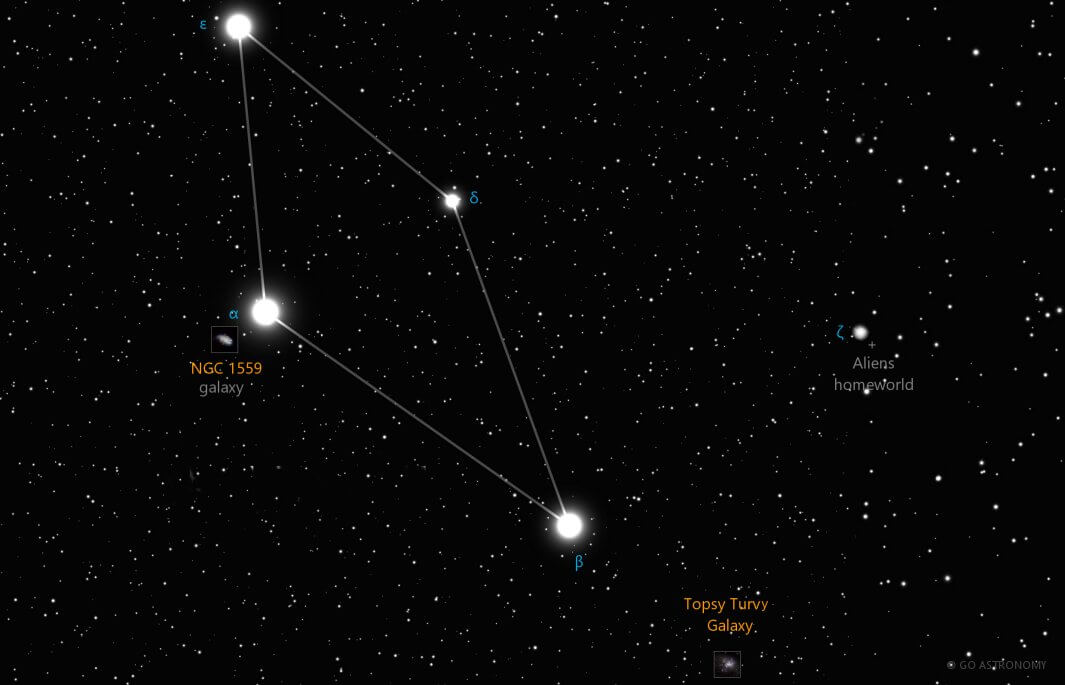 ε
δ
α
NGC 1559
galaxy
ζ
Aliens
homeworld
β
Topsy Turvy
Galaxy
GO ASTRONOMY